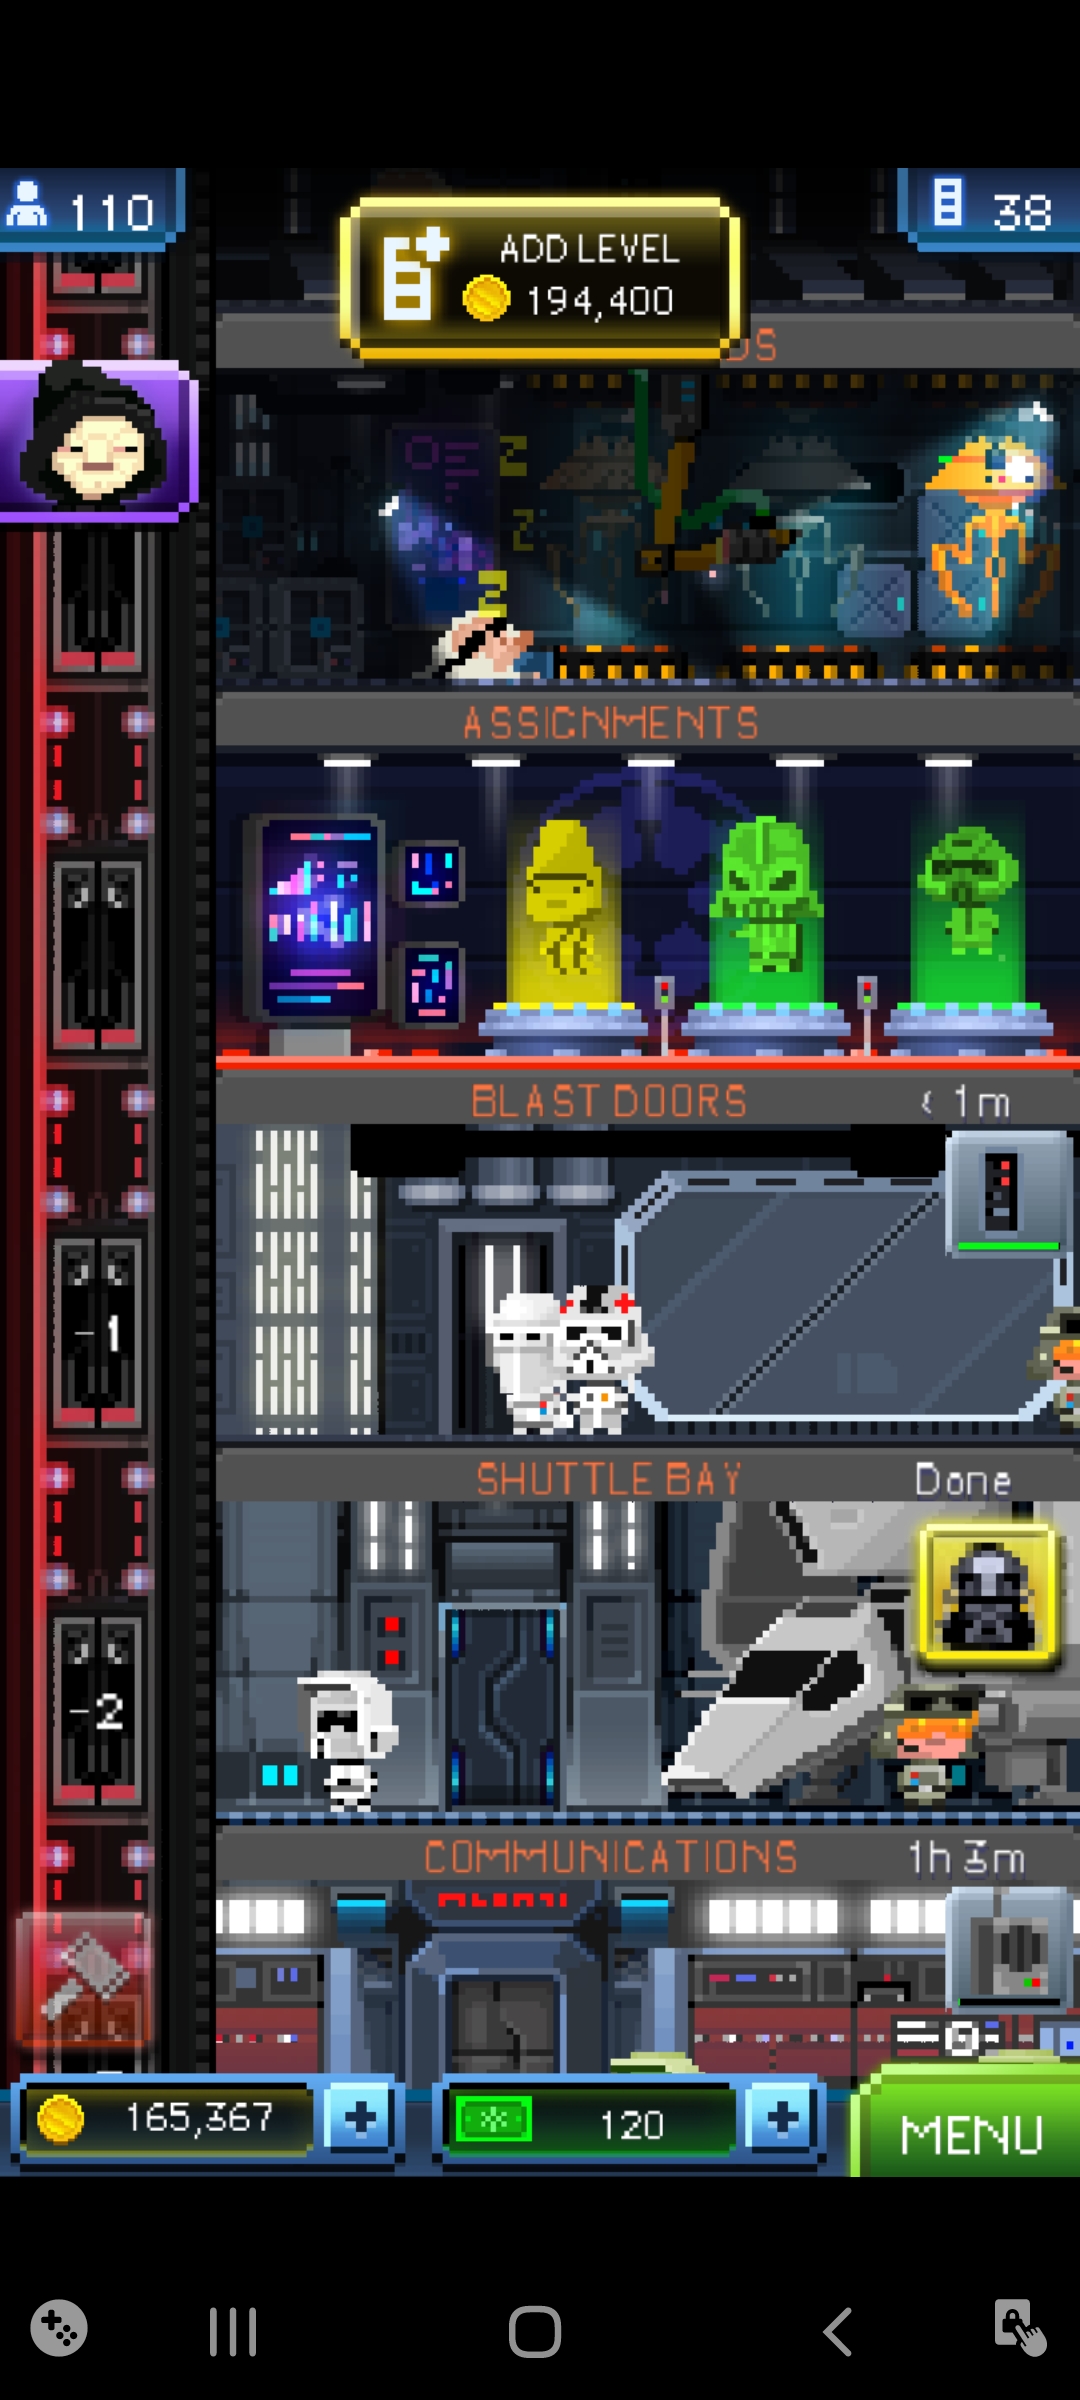 110
ADD LEVEL
194,400
38
DS
Z
Z
Z
ASSIGNMENTS
BLAST DOORS
< 1m
-1
SHUTTLE BAY
Done
-2
COMMUNICATIONS
1h 3m
165,367
120
MENU